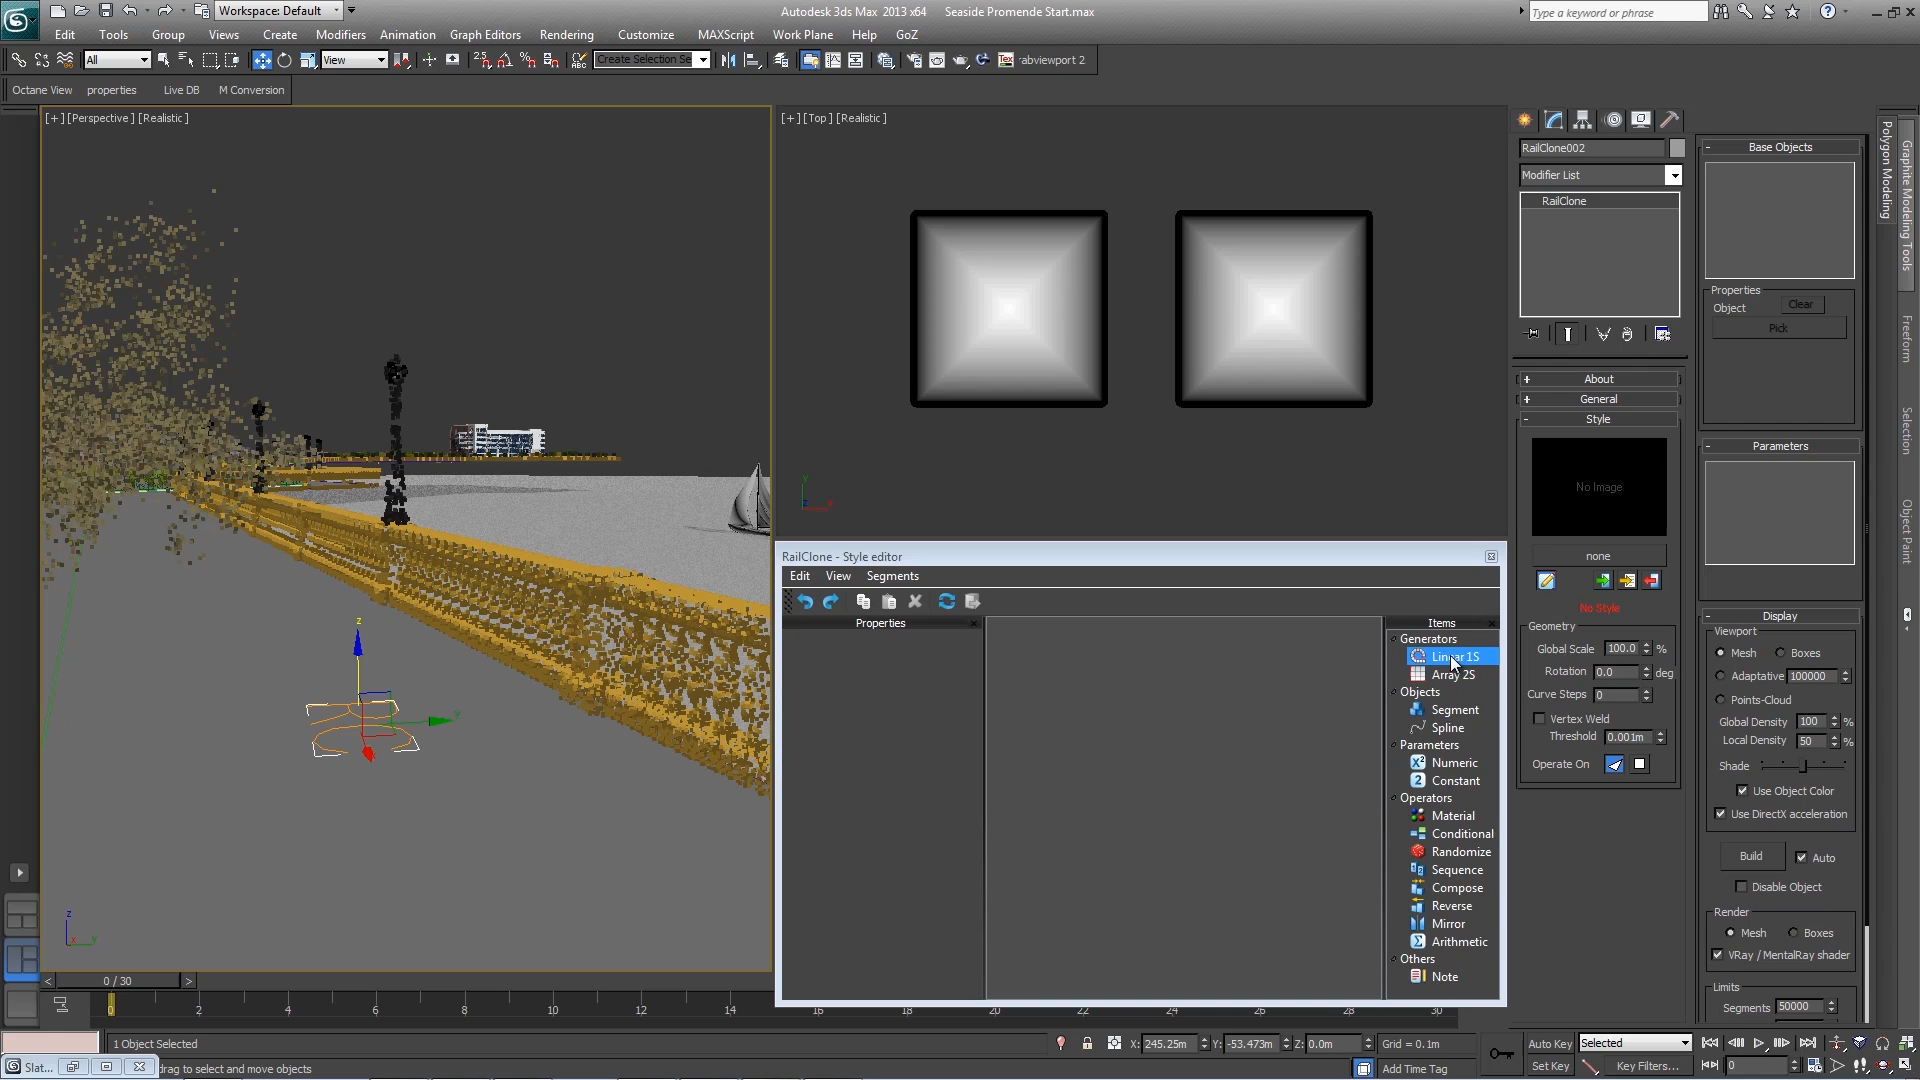 Workspace: Default
Autodesk 3ds Max 2013 x64 Seaside Promende Start.max
Type a keyword or phrase
Edit Tools Group Views Create Modifiers Animation Graph Editors Rendering Customize MAXScript Work Plane Help GoZ
All
View
2.5
Create Selection Se
Tex
abviewport 2
Octane View properties Live DB M Conversion
[+] [Perspective] [Realistic]
[+] [Top] [Realistic]
RailClone002
Modifier List
RailClone
+ About
+ General
- Style
No Image
none
No Style
Geometry
Global Scale 100.0 %
Rotation 0.0 deg
Curve Steps 0
Vertex Weld
Threshold 0.001m
Operate On
- Base Objects
Properties
Object Clear
Pick
- Parameters
- Display
Viewport
Mesh Boxes
Adaptive 100000
Points-Cloud
Global Density 100 %
Local Density 50 %
Shade
Use Object Color
Use DirectX acceleration
Build Auto
Disable Object
Render
Mesh Boxes
VRay / MentalRay shader
Limits
Segments 50000
Polygon Modeling
Graphite Modeling Tools
Freeform
Selection
Object Paint
RailClone - Style editor
Edit View Segments
Properties
Items
Generators
Linear 1S
Array 2S
Objects
Segment
Spline
Parameters
Numeric
Constant
Operators
Material
Conditional
Randomize
Sequence
Compose
Reverse
Mirror
Arithmetic
Others
Note
z
y
z
x y
y
x
< 0 / 30 >
0 2 4 6 8 10 12 14 16 18 20 22 24 26 28 30
1 Object Selected
X: 245.25m Y: -53.473m Z: 0.0m Grid = 0.1m
Auto Key Selected
Slat...
drag to select and move objects
Add Time Tag
Set Key Key Filters... 0